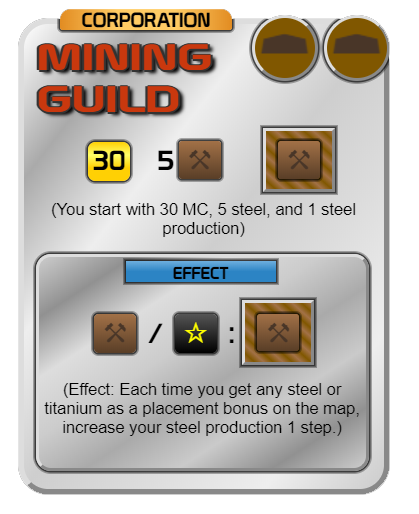 CORPORATION
MINING
GUILD
30 5
(You start with 30 MC, 5 steel, and 1 steel
production)
EFFECT
/ :
(Effect: Each time you get any steel or
titanium as a placement bonus on the map,
increase your steel production 1 step.)